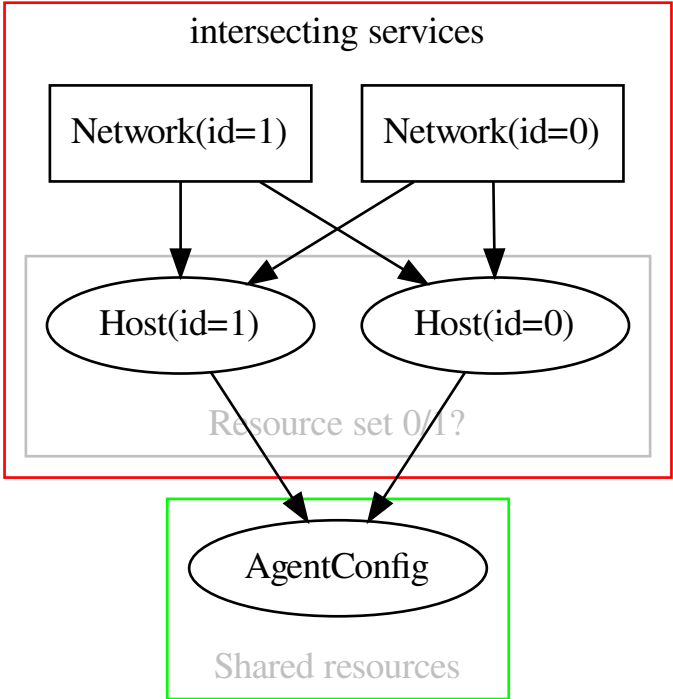 intersecting services
Network(id=1)
Network(id=0)
Host(id=1)
Host(id=0)
Resource set 0/1?
AgentConfig
Shared resources